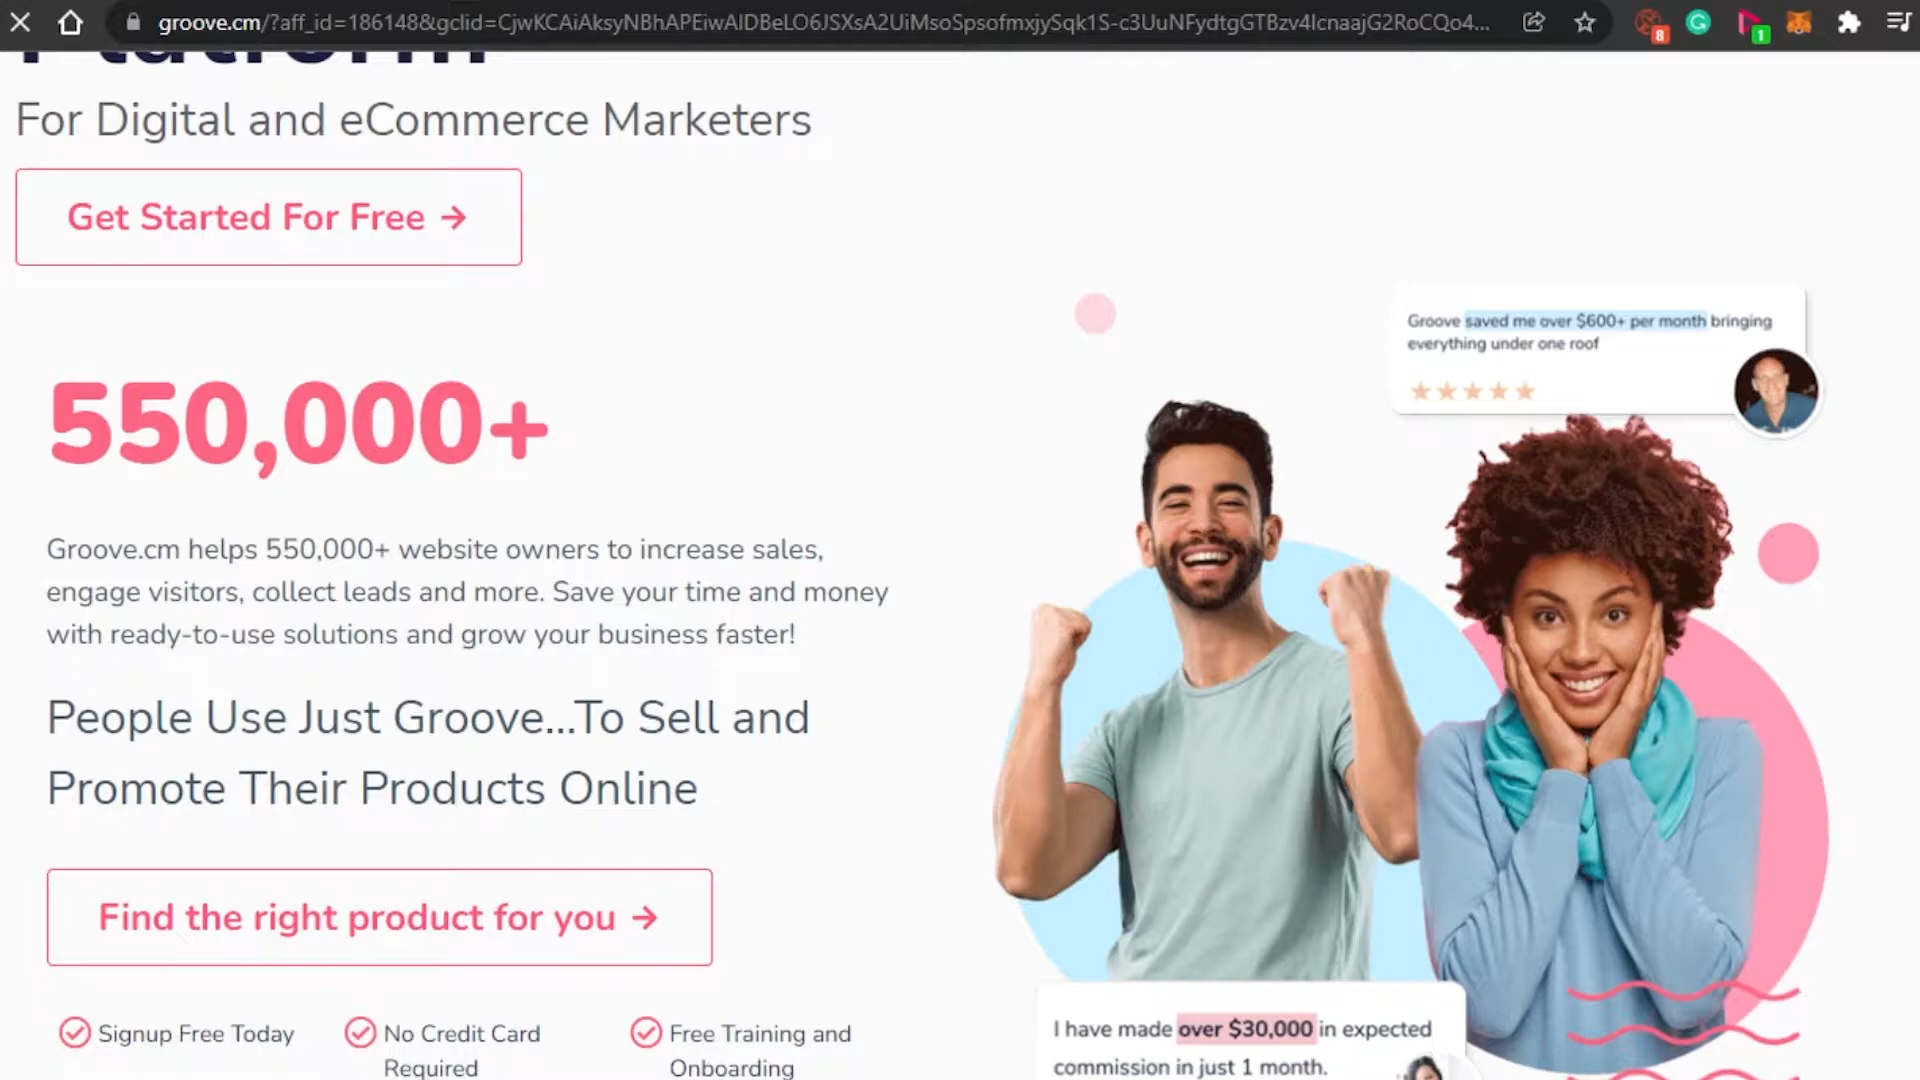 groove.cm/?aff_id=186148&gclid=CjwKCAiAksyNBhAPEiwAlDBeLO6JSXsA2UiMsoSpsofmxjySqk1S-c3UuNFydtgGTBzv4lcnaajG2RoCQo4...
8
1
Platform
For Digital and eCommerce Marketers
Get Started For Free →
Groove saved me over $600+ per month bringing
everything under one roof
550,000+
Groove.cm helps 550,000+ website owners to increase sales,
engage visitors, collect leads and more. Save your time and money
with ready-to-use solutions and grow your business faster!
People Use Just Groove...To Sell and
Promote Their Products Online
Find the right product for you →
Signup Free Today
No Credit Card
Required
Free Training and
Onboarding
I have made over $30,000 in expected
commission in just 1 month.